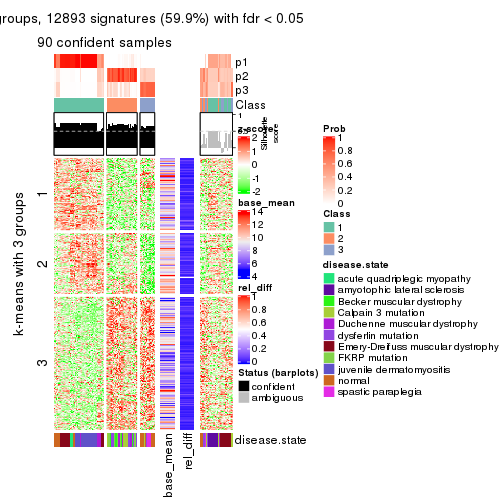 groups, 12893 signatures (59.9%) with fdr < 0.05
90 confident samples
p1
p2
p3
Class
1
Silhouette
score
k-means with 3 groups
1
2
3
disease.state
base_mean
rel_diff
z-score
2
1
0
-1
-2
base_mean
14
12
10
8
6
4
rel_diff
1
0.8
0.6
0.4
0.2
0
Status (barplots)
confident
ambiguous
Prob
1
0.8
0.6
0.4
0.2
0
Class
1
2
3
disease.state
acute quadriplegic myopathy
amyotophic lateral sclerosis
Becker muscular dystrophy
Calpain 3 mutation
Duchenne muscular dystrophy
dysferlin mutation
Emery-Dreifuss muscular dystrophy
FKRP mutation
juvenile dermatomyositis
normal
spastic paraplegia